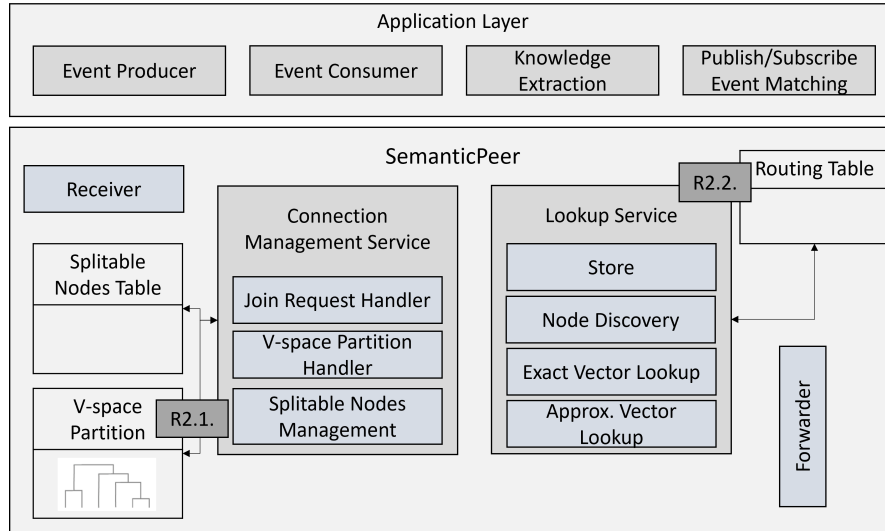 Application Layer
Event Producer
Event Consumer
Knowledge
Extraction
Publish/Subscribe
Event Matching
SemanticPeer
Receiver
R2.2.
Routing Table
Connection
Management Service
Lookup Service
Splitable
Nodes Table
Store
Join Request Handler
Node Discovery
V-space Partition
Handler
Exact Vector Lookup
V-space
Partition
R2.1.
Splitable Nodes
Management
Approx. Vector
Lookup
Forwarder